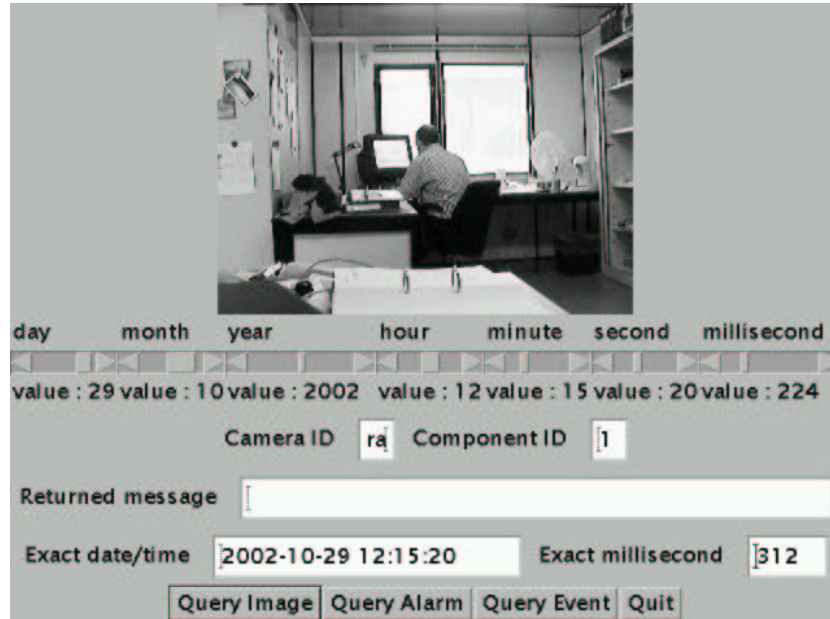 day month year hour minute second millisecond
value : 29 value : 10 value : 2002 value : 12 value : 15 value : 20 value : 224
Camera ID ra Component ID 1
Returned message
Exact date/time 2002-10-29 12:15:20 Exact millisecond 312
Query Image Query Alarm Query Event Quit